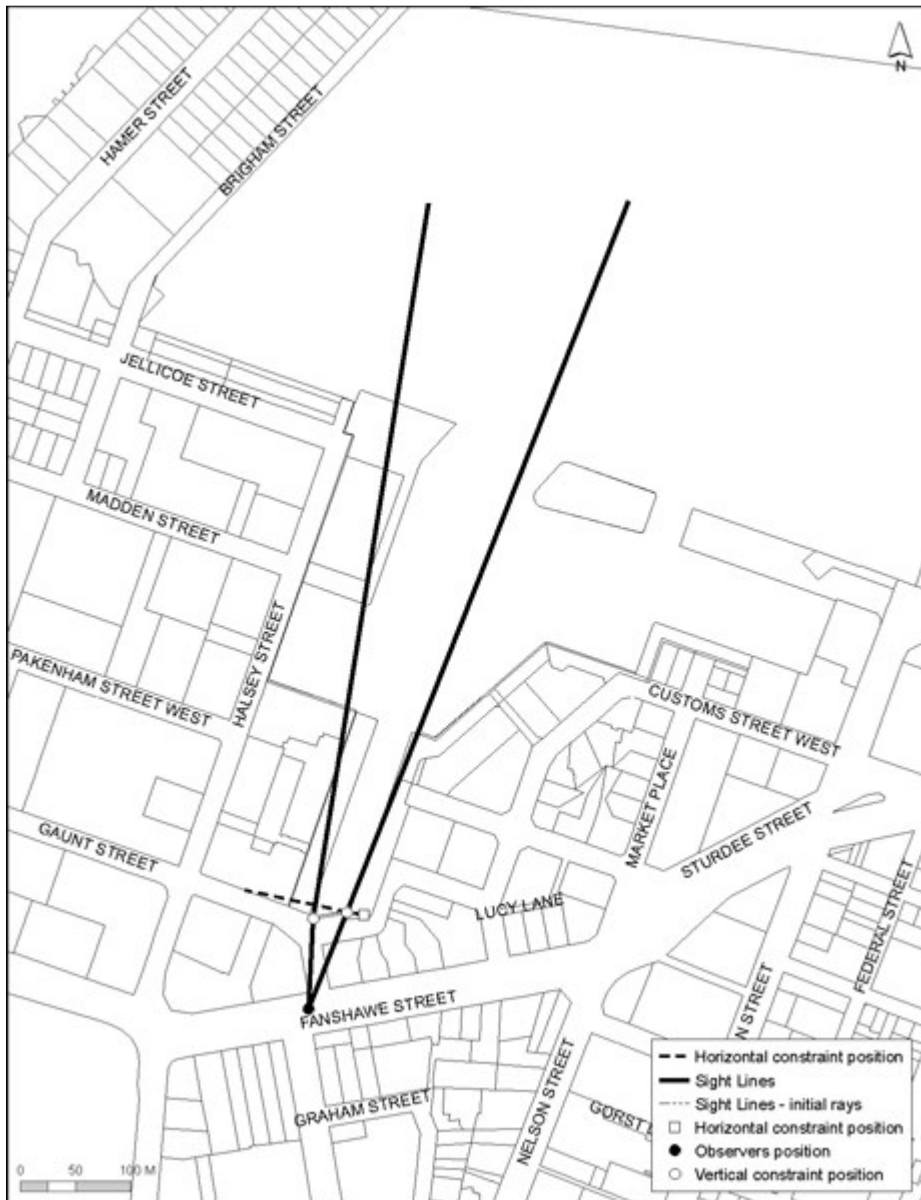 N
HAMER STREET
BRIGHAM STREET
JELLICOE STREET
MADDEN STREET
HALSEY STREET
PAKENHAM STREET WEST
CUSTOMS STREET WEST
MARKET PLACE
STURDEE STREET
GAUNT STREET
LUCY LANE
FEDERAL STREET
FANSHAWE STREET
N STREET
NELSON STREET
GRAHAM STREET
GORST
Horizontal constraint position
Sight Lines
Sight Lines - initial rays
Horizontal constraint position
Observers position
Vertical constraint position
0 50 100 M